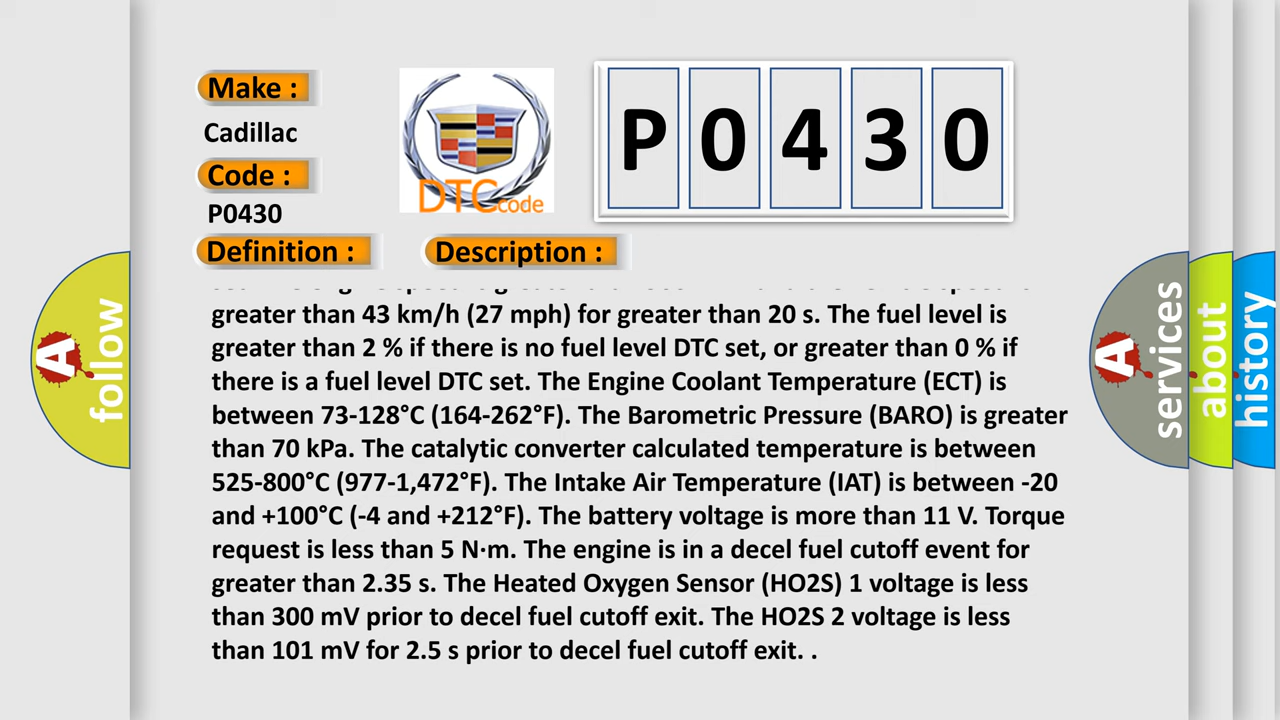 Make :
Cadillac
Code :
P0430
Definition :
Description :
DTC code
P 0 4 3 0
greater than 43 km/h (27 mph) for greater than 20 s. The fuel level is
greater than 2 % if there is no fuel level DTC set, or greater than 0 % if
there is a fuel level DTC set. The Engine Coolant Temperature (ECT) is
between 73-128°C (164-262°F). The Barometric Pressure (BARO) is greater
than 70 kPa. The catalytic converter calculated temperature is between
525-800°C (977-1,472°F). The Intake Air Temperature (IAT) is between -20
and +100°C (-4 and +212°F). The battery voltage is more than 11 V. Torque
request is less than 5 N·m. The engine is in a decel fuel cutoff event for
greater than 2.35 s. The Heated Oxygen Sensor (HO2S) 1 voltage is less
than 300 mV prior to decel fuel cutoff exit. The HO2S 2 voltage is less
than 101 mV for 2.5 s prior to decel fuel cutoff exit. .
A
follow
A
services
about
history